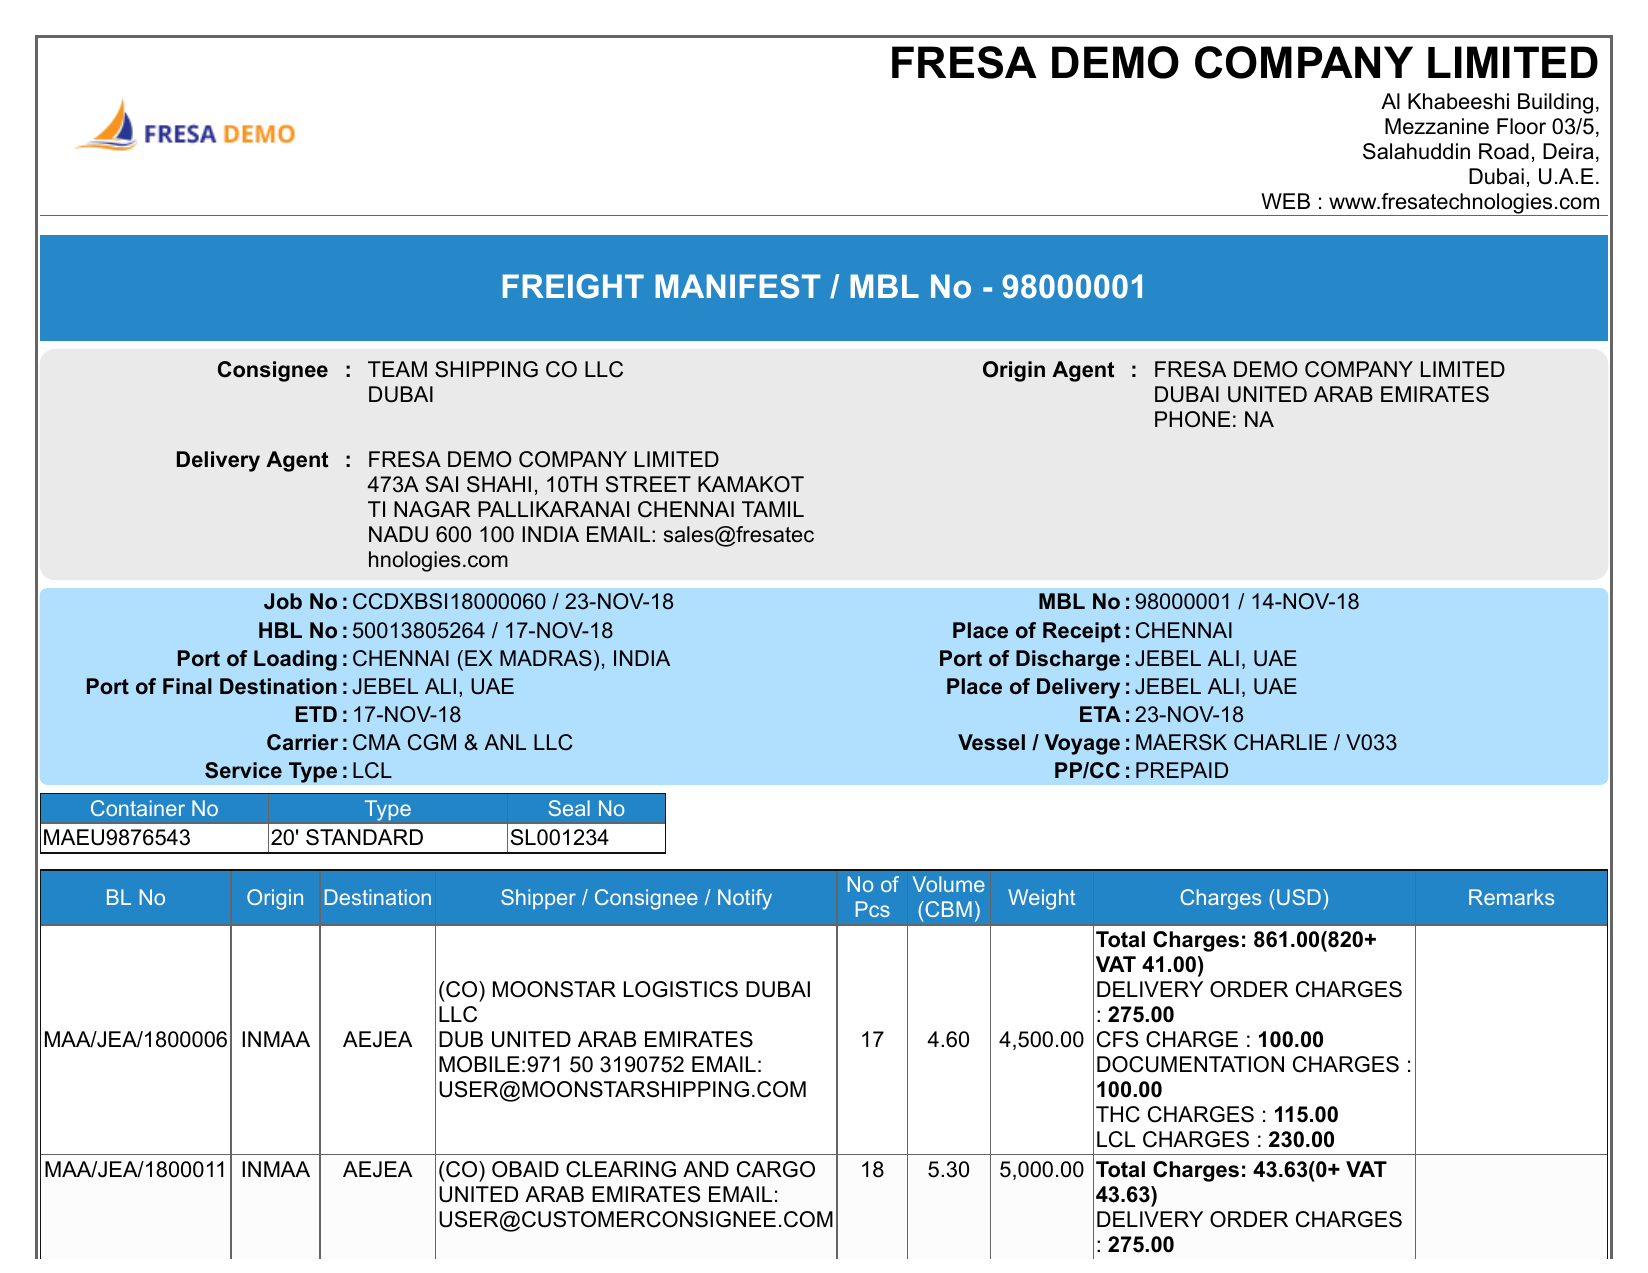 FRESA DEMO COMPANY LIMITED
Al Khabeeshi Building,
Mezzanine Floor 03/5,
Salahuddin Road, Deira,
Dubai, U.A.E.
WEB : www.fresatechnologies.com
FRESA DEMO
FREIGHT MANIFEST / MBL No - 98000001
Consignee : TEAM SHIPPING CO LLC
DUBAI
Origin Agent : FRESA DEMO COMPANY LIMITED
DUBAI UNITED ARAB EMIRATES
PHONE: NA
Delivery Agent : FRESA DEMO COMPANY LIMITED
473A SAI SHAHI, 10TH STREET KAMAKOT
TI NAGAR PALLIKARANAI CHENNAI TAMIL
NADU 600 100 INDIA EMAIL: sales@fresatec
hnologies.com
Job No : CCDXBSI18000060 / 23-NOV-18
MBL No : 98000001 / 14-NOV-18
HBL No : 50013805264 / 17-NOV-18
Place of Receipt : CHENNAI
Port of Loading : CHENNAI (EX MADRAS), INDIA
Port of Discharge : JEBEL ALI, UAE
Port of Final Destination : JEBEL ALI, UAE
Place of Delivery : JEBEL ALI, UAE
ETD : 17-NOV-18
ETA : 23-NOV-18
Carrier : CMA CGM & ANL LLC
Vessel / Voyage : MAERSK CHARLIE / V033
Service Type : LCL
PP/CC : PREPAID
Container No Type Seal No
MAEU9876543 20' STANDARD SL001234
BL No Origin Destination Shipper / Consignee / Notify No of Pcs Volume (CBM) Weight Charges (USD) Remarks
MAA/JEA/1800006 INMAA AEJEA
(CO) MOONSTAR LOGISTICS DUBAI
LLC
DUB UNITED ARAB EMIRATES
MOBILE:971 50 3190752 EMAIL:
USER@MOONSTARSHIPPING.COM
17 4.60 4,500.00
Total Charges: 861.00(820+
VAT 41.00)
DELIVERY ORDER CHARGES
: 275.00
CFS CHARGE : 100.00
DOCUMENTATION CHARGES :
100.00
THC CHARGES : 115.00
LCL CHARGES : 230.00
MAA/JEA/1800011 INMAA AEJEA
(CO) OBAID CLEARING AND CARGO
UNITED ARAB EMIRATES EMAIL:
USER@CUSTOMERCONSIGNEE.COM
18 5.30 5,000.00
Total Charges: 43.63(0+ VAT
43.63)
DELIVERY ORDER CHARGES
: 275.00